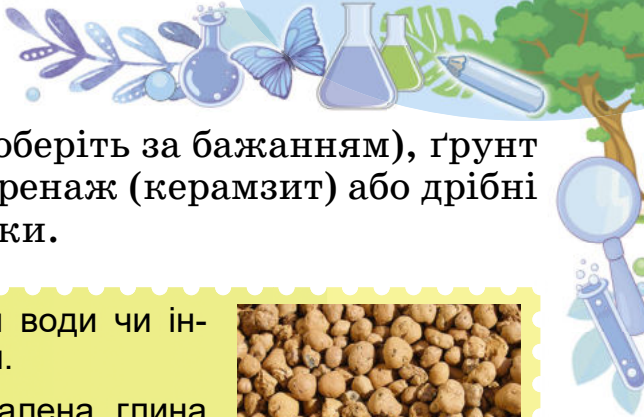 оберіть за бажанням), ґрунт
ренаж (керамзит) або дрібні
ки.
води чи ін-
алена глина